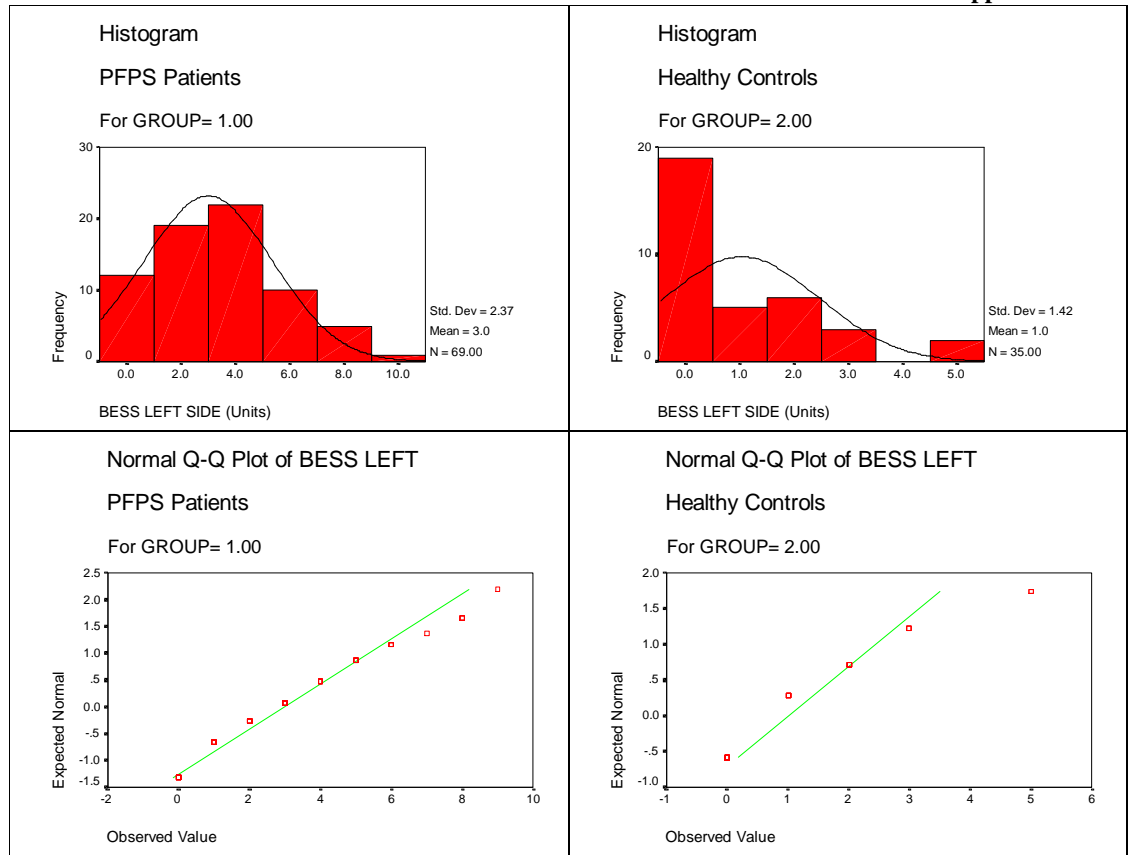 Histogram
PFPS Patients
For GROUP= 1.00
30
20
10
0
Frequency
0.0 2.0 4.0 6.0 8.0 10.0
BESS LEFT SIDE (Units)
Std. Dev = 2.37
Mean = 3.0
N = 69.00
Histogram
Healthy Controls
For GROUP= 2.00
20
10
0
Frequency
0.0 1.0 2.0 3.0 4.0 5.0
BESS LEFT SIDE (Units)
Std. Dev = 1.42
Mean = 1.0
N = 35.00
Normal Q-Q Plot of BESS LEFT
PFPS Patients
For GROUP= 1.00
2.5
2.0
1.5
1.0
.5
0.0
-.5
-1.0
-1.5
Expected Normal
-2 0 2 4 6 8 10
Observed Value
Normal Q-Q Plot of BESS LEFT
Healthy Controls
For GROUP= 2.00
2.0
1.5
1.0
.5
0.0
-.5
-1.0
Expected Normal
-1 0 1 2 3 4 5 6
Observed Value